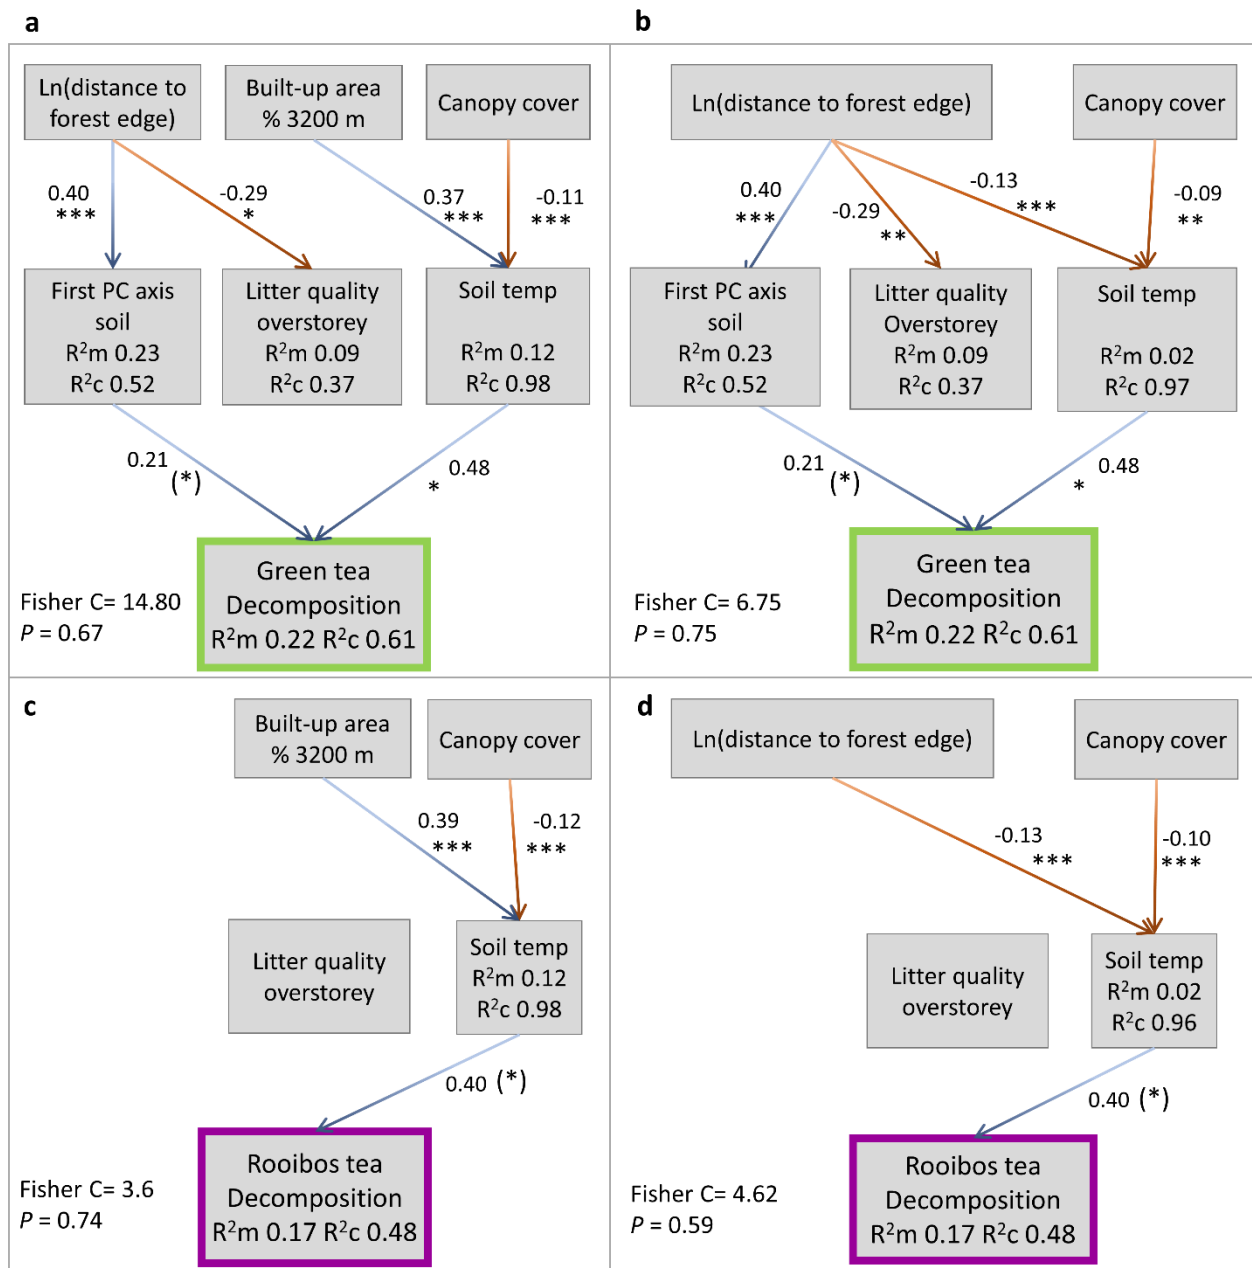 a
Ln(distance to
forest edge)
Built-up area
% 3200 m
Canopy cover
0.40
***
-0.29
*
0.37
***
-0.11
***
First PC axis
soil
R²m 0.23
R²c 0.52
Litter quality
overstorey
R²m 0.09
R²c 0.37
Soil temp
R²m 0.12
R²c 0.98
0.21
(*)
0.48
*
Green tea
Decomposition
R²m 0.22 R²c 0.61
Fisher C= 14.80
P = 0.67
b
Ln(distance to forest edge)
Canopy cover
0.40
***
-0.29
**
-0.13
***
-0.09
**
First PC axis
soil
R²m 0.23
R²c 0.52
Litter quality
Overstorey
R²m 0.09
R²c 0.37
Soil temp
R²m 0.02
R²c 0.97
0.21
(*)
0.48
*
Green tea
Decomposition
R²m 0.22 R²c 0.61
Fisher C= 6.75
P = 0.75
c
Built-up area
% 3200 m
Canopy cover
0.39
***
-0.12
***
Litter quality
overstorey
Soil temp
R²m 0.12
R²c 0.98
0.40 (*)
Rooibos tea
Decomposition
R²m 0.17 R²c 0.48
Fisher C= 3.6
P = 0.74
d
Ln(distance to forest edge)
Canopy cover
-0.13
***
-0.10
***
Litter quality
overstorey
Soil temp
R²m 0.02
R²c 0.96
0.40 (*)
Rooibos tea
Decomposition
R²m 0.17 R²c 0.48
Fisher C= 4.62
P = 0.59